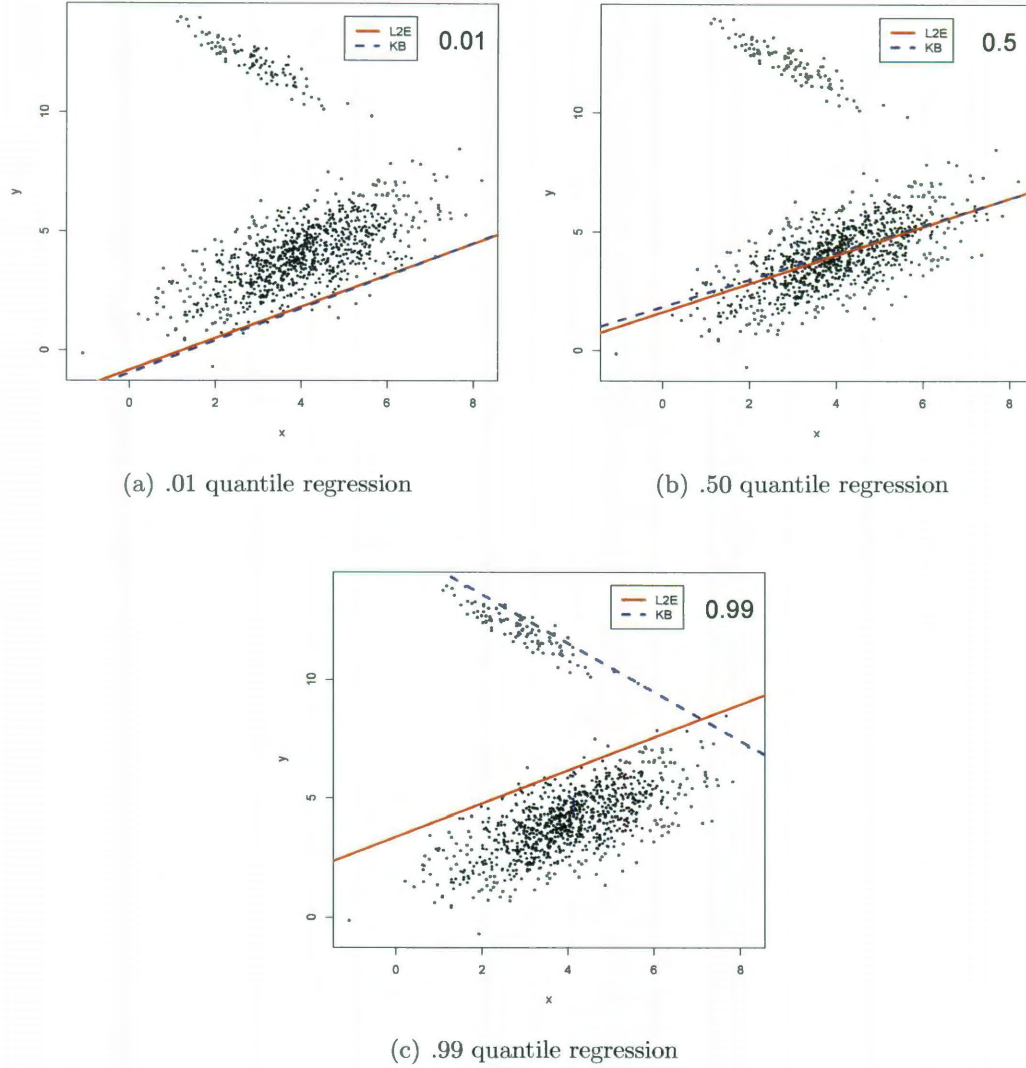 L2E
KB
0.01
10
5
0
y
0 2 4 6 8
x
(a) .01 quantile regression
L2E
KB
0.5
10
5
0
y
0 2 4 6 8
x
(b) .50 quantile regression
L2E
KB
0.99
10
5
0
y
0 2 4 6 8
x
(c) .99 quantile regression